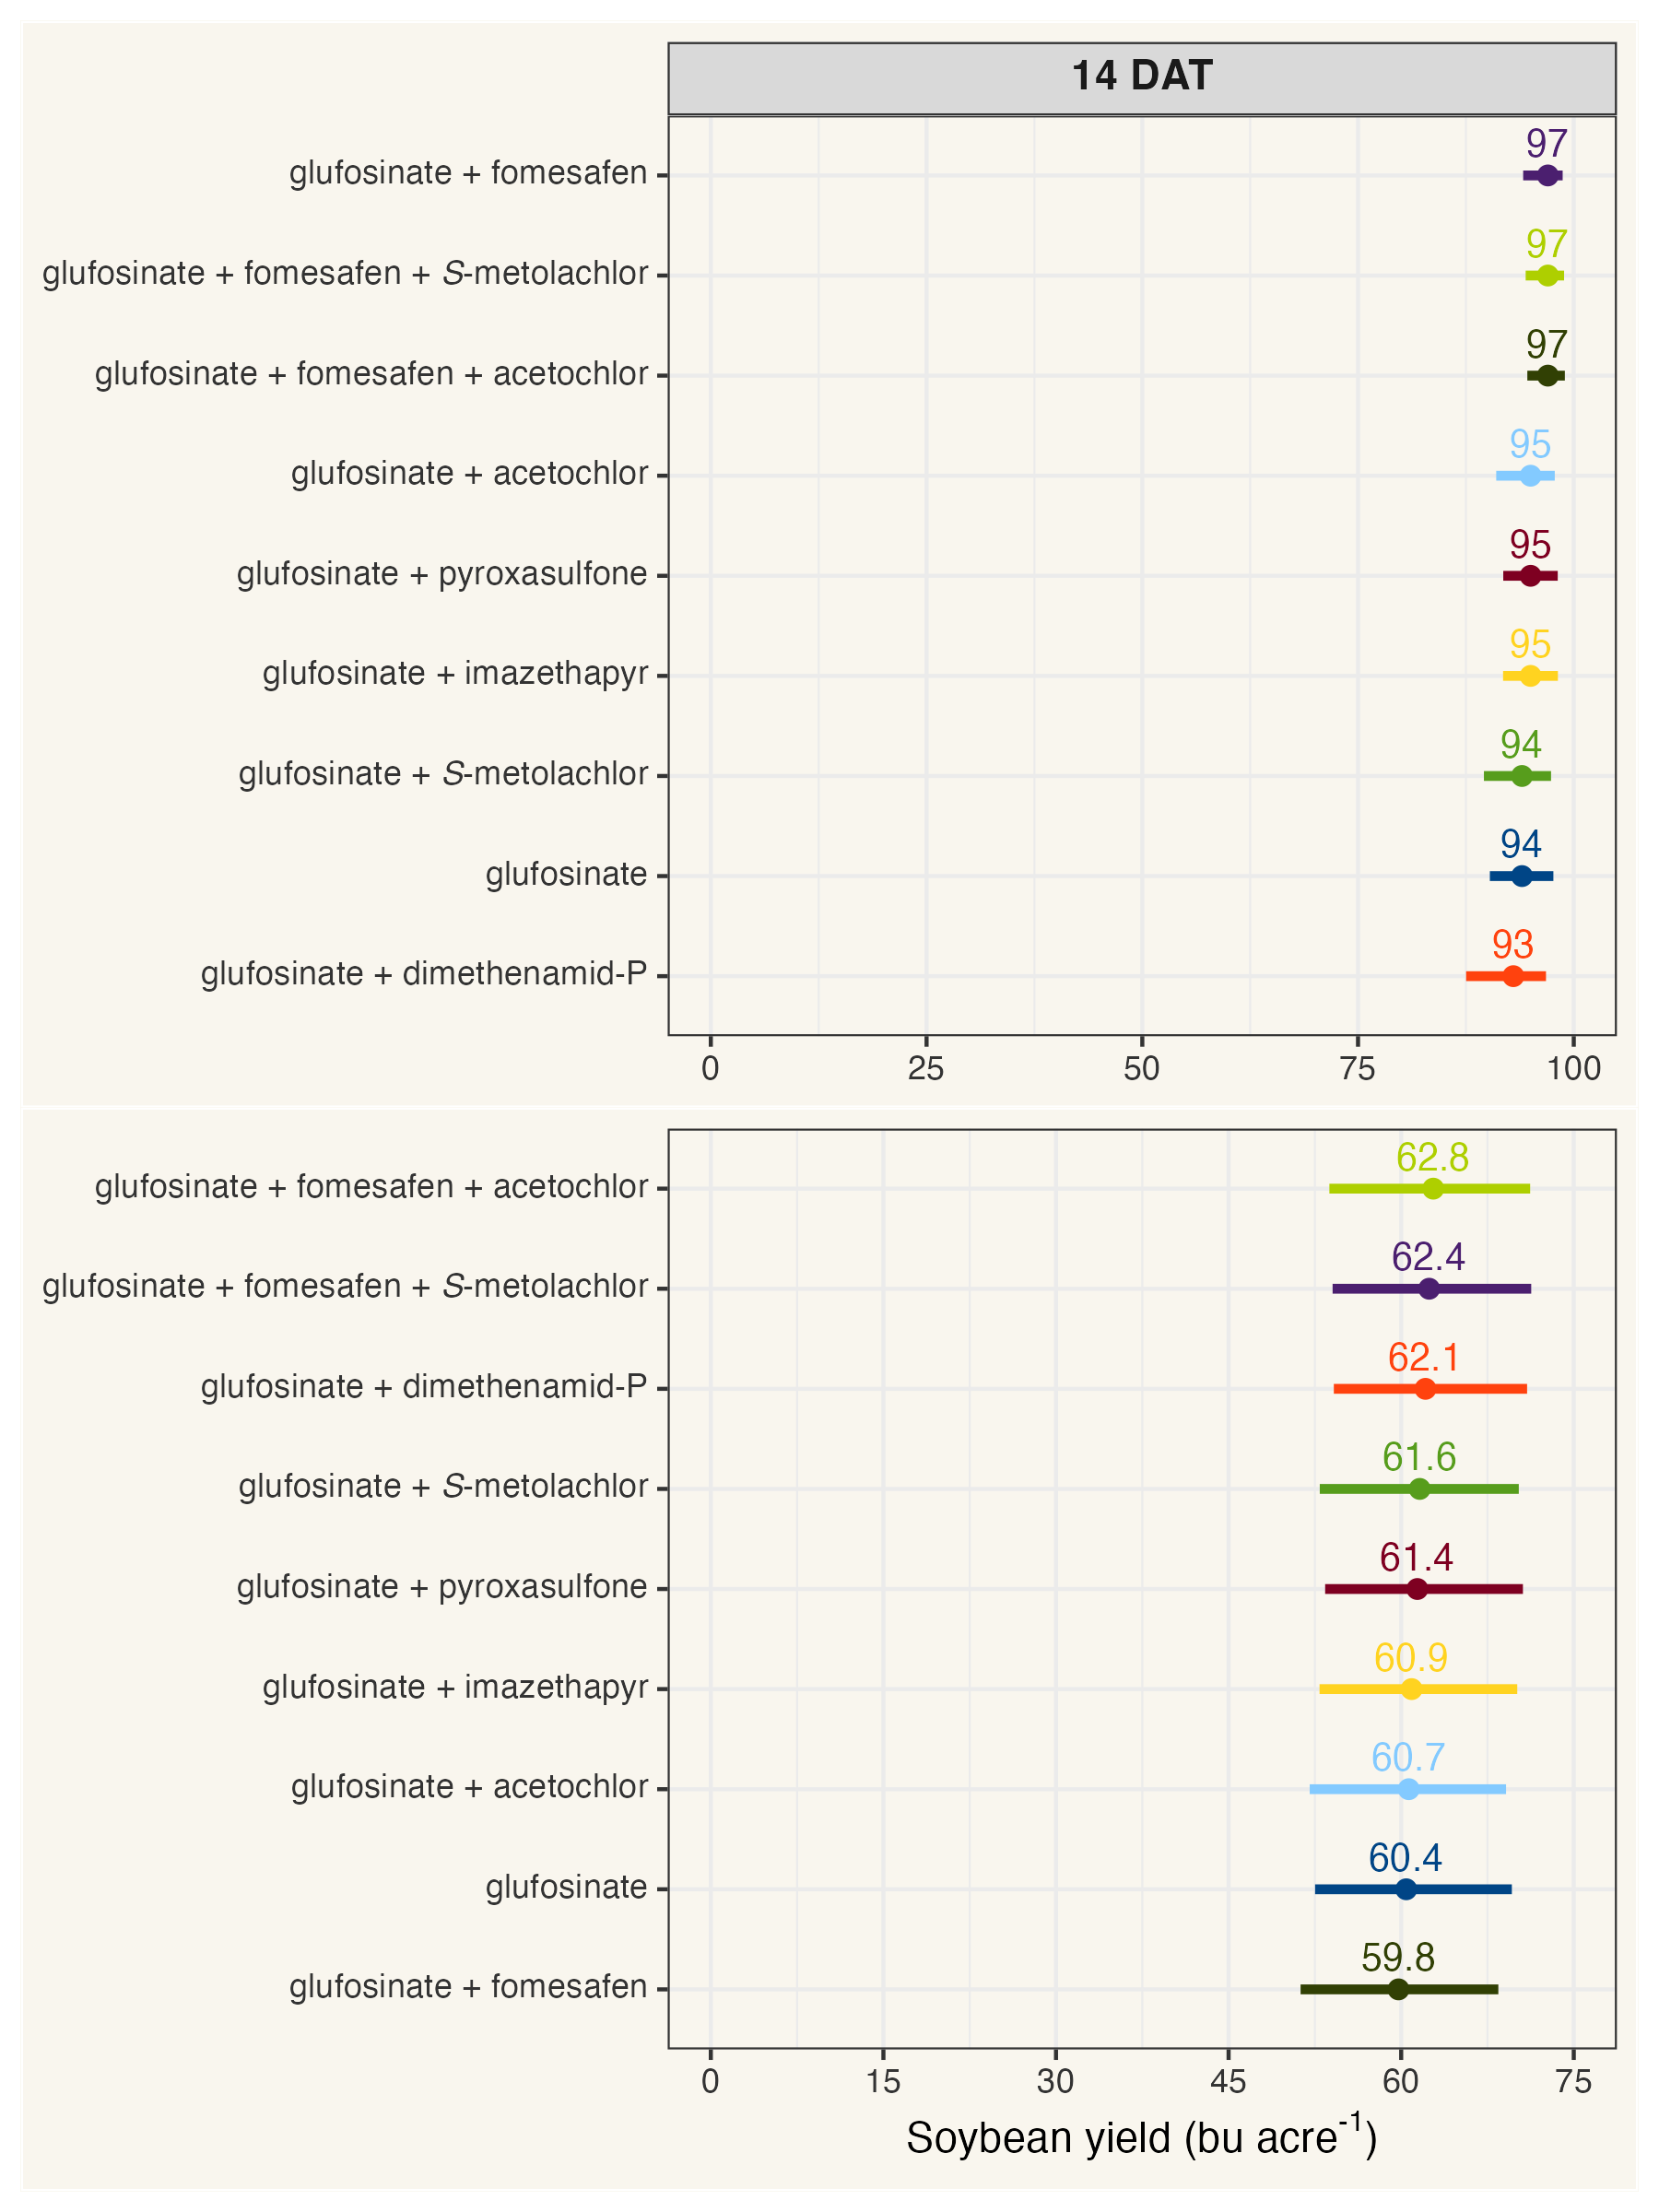 14 DAT
glufosinate + fomesafen
97
glufosinate + fomesafen + S-metolachlor
97
glufosinate + fomesafen + acetochlor
97
glufosinate + acetochlor
95
glufosinate + pyroxasulfone
95
glufosinate + imazethapyr
95
glufosinate + S-metolachlor
94
glufosinate
94
glufosinate + dimethenamid-P
93
0 25 50 75 100
glufosinate + fomesafen + acetochlor
62.8
glufosinate + fomesafen + S-metolachlor
62.4
glufosinate + dimethenamid-P
62.1
glufosinate + S-metolachlor
61.6
glufosinate + pyroxasulfone
61.4
glufosinate + imazethapyr
60.9
glufosinate + acetochlor
60.7
glufosinate
60.4
glufosinate + fomesafen
59.8
0 15 30 45 60 75
Soybean yield (bu acre⁻¹)